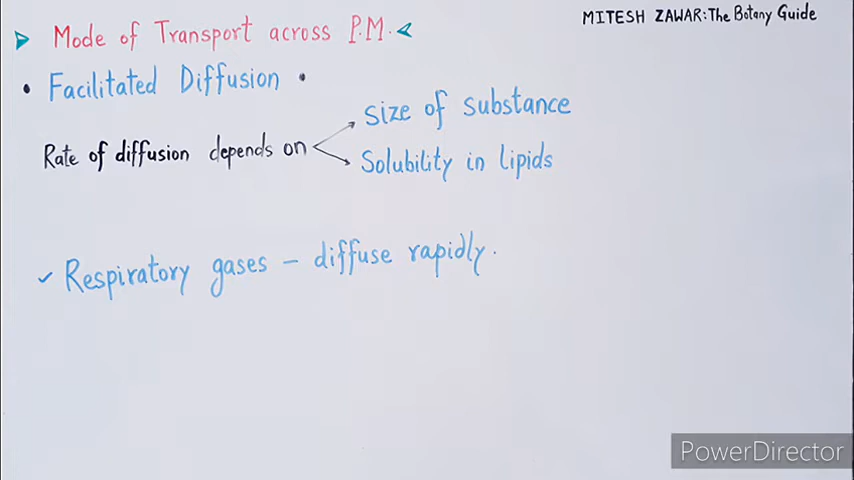 MITESH ZAWAR: The Botany Guide
Mode of Transport across P.M.
• Facilitated Diffusion •
Rate of diffusion depends on
Size of substance
Solubility in lipids
✓ Respiratory gases – diffuse rapidly.
PowerDirector